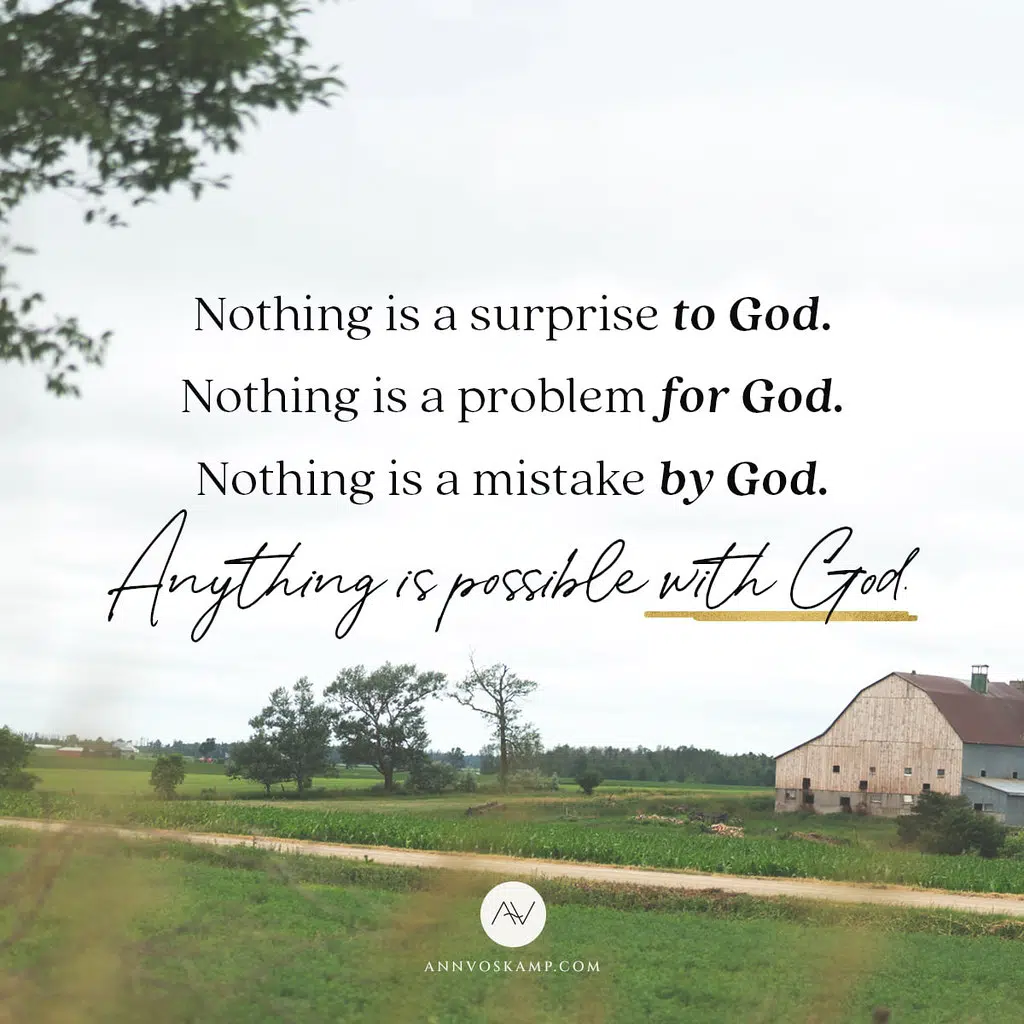 Nothing is a surprise to God.
Nothing is a problem for God.
Nothing is a mistake by God.
Anything is possible with God.
AV
ANNVOSKAMP.COM